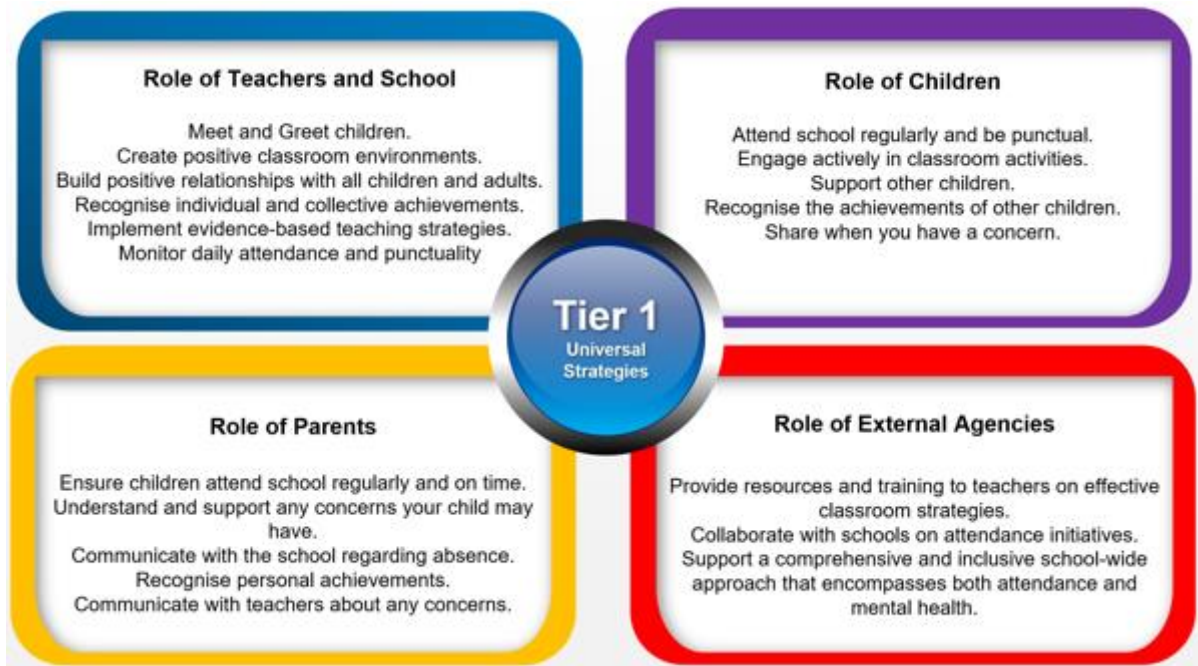 Role of Teachers and School
Meet and Greet children.
Create positive classroom environments.
Build positive relationships with all children and adults.
Recognise individual and collective achievements.
Implement evidence-based teaching strategies.
Monitor daily attendance and punctuality
Role of Children
Attend school regularly and be punctual.
Engage actively in classroom activities.
Support other children.
Recognise the achievements of other children.
Share when you have a concern.
Tier 1
Universal
Strategies
Role of Parents
Ensure children attend school regularly and on time.
Understand and support any concerns your child may
have.
Communicate with the school regarding absence.
Recognise personal achievements.
Communicate with teachers about any concerns.
Role of External Agencies
Provide resources and training to teachers on effective
classroom strategies.
Collaborate with schools on attendance initiatives.
Support a comprehensive and inclusive school-wide
approach that encompasses both attendance and
mental health.